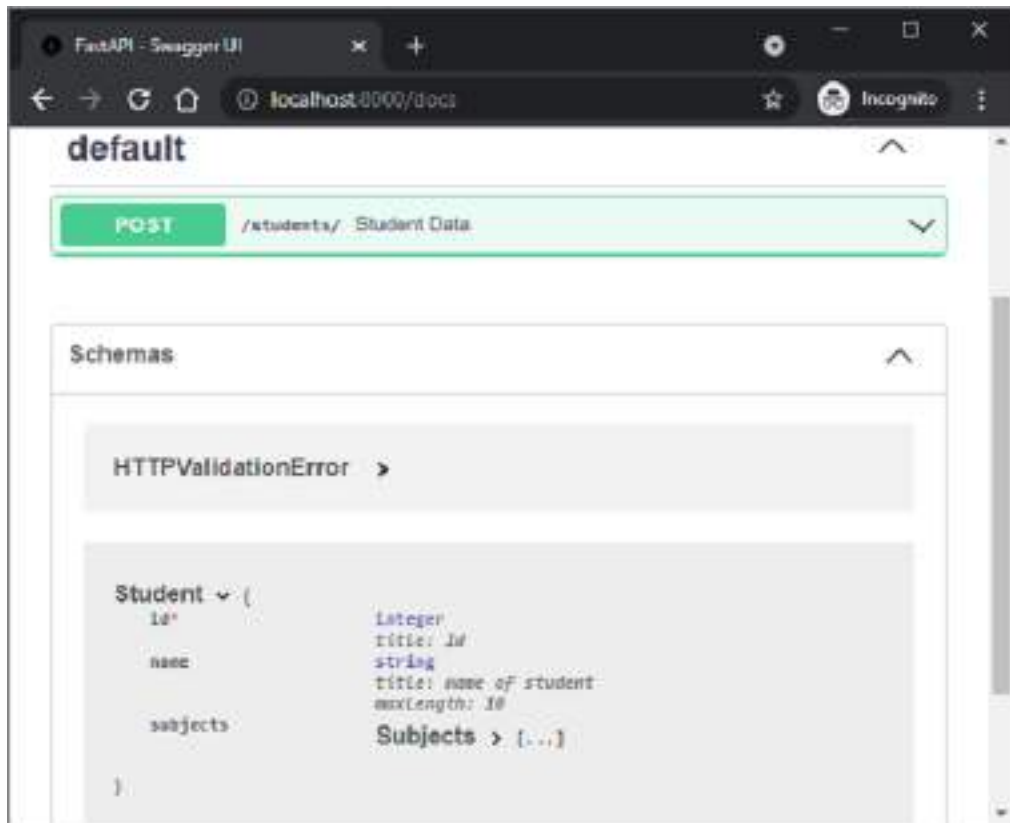 FastAPI - Swagger UI
localhost:8000/docs
Incognito
default
POST /students/ Student Data
Schemas
HTTPValidationError >
Student {
id* integer
title: Id
name string
title: name of student
maxLength: 10
subjects Subjects > [...]
}